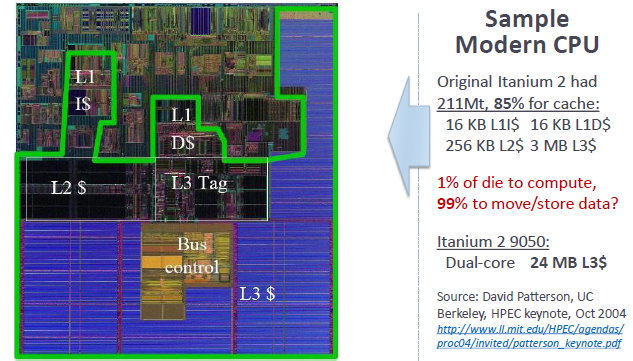 L1
I$
L1
D$
L2 $
L3 Tag
Bus
control
L3 $
Sample
Modern CPU
Original Itanium 2 had
211Mt, 85% for cache:
16 KB L1I$ 16 KB L1D$
256 KB L2$ 3 MB L3$
1% of die to compute,
99% to move/store data?
Itanium 2 9050:
Dual-core 24 MB L3$
Source: David Patterson, UC
Berkeley, HPEC keynote, Oct 2004
http://www.ll.mit.edu/HPEC/agendas/
proc04/invited/patterson_keynote.pdf